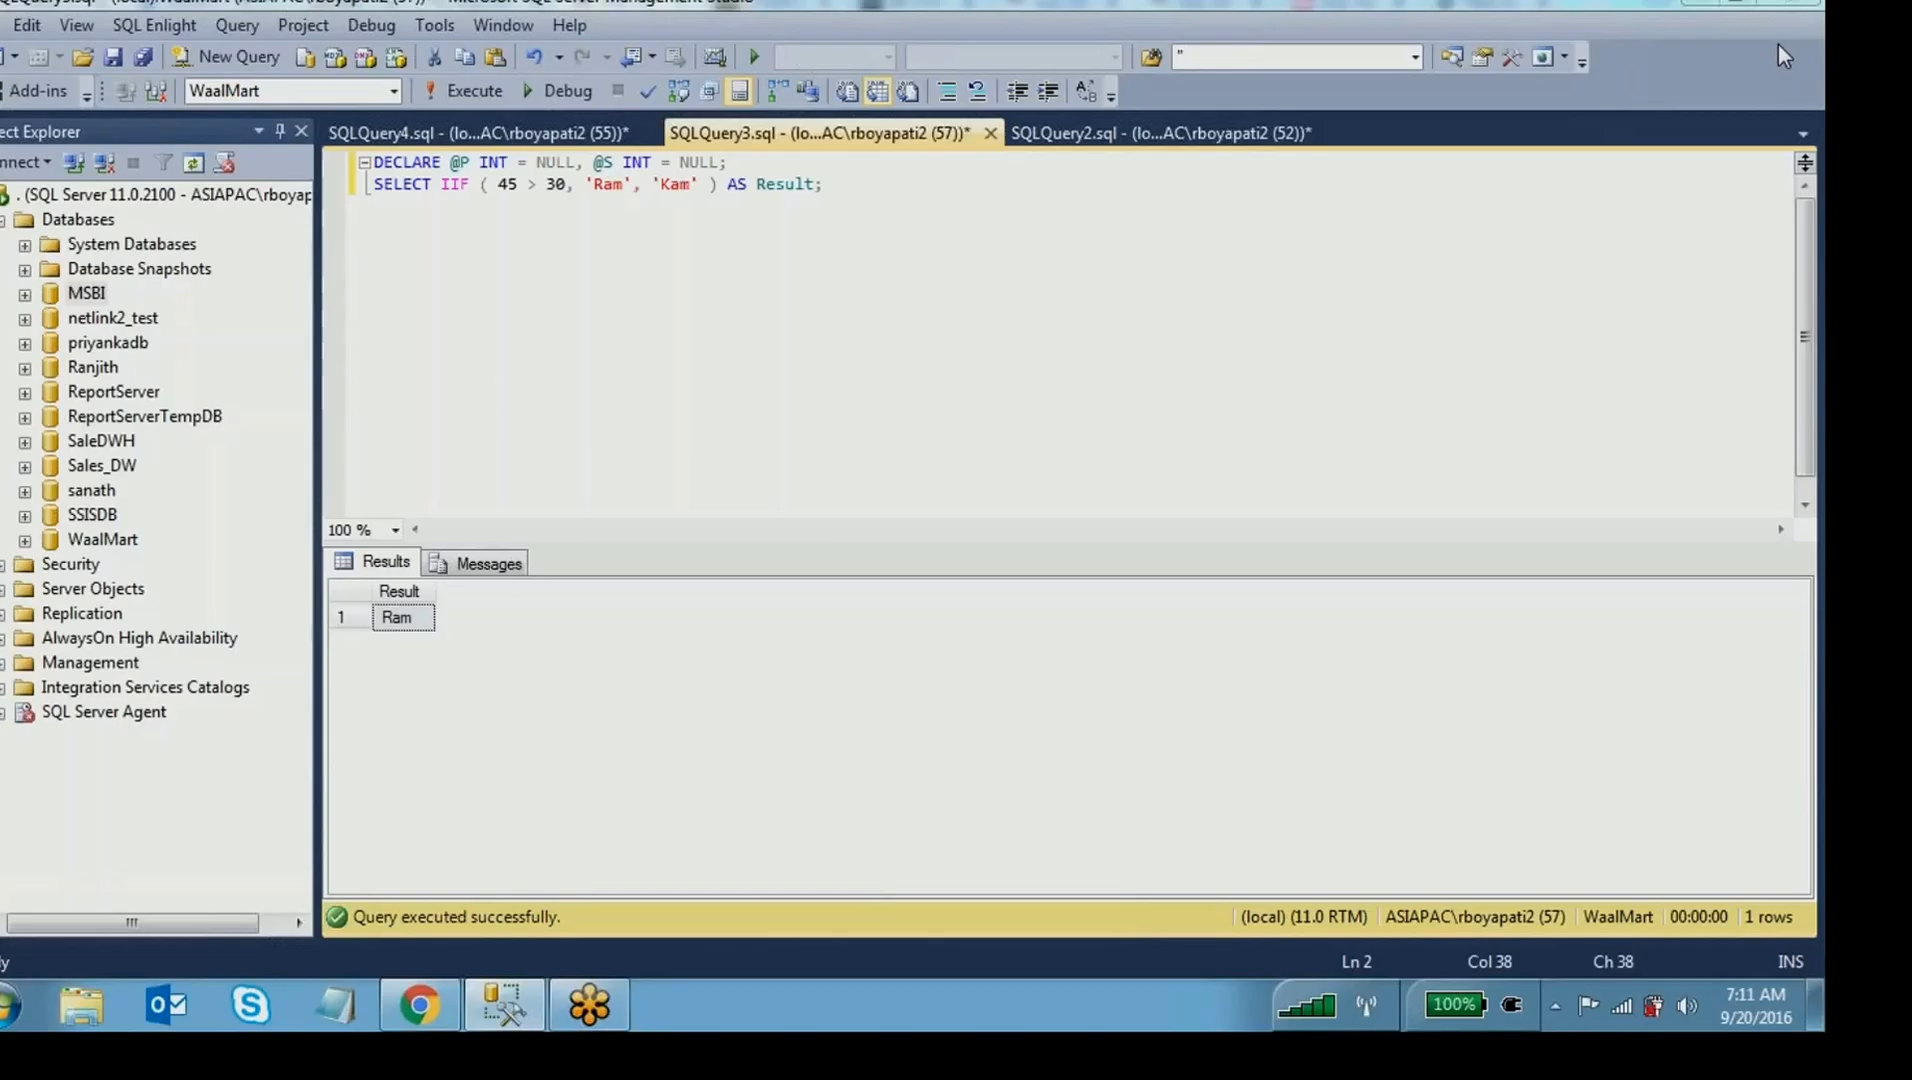 Edit View SQL Enlight Query Project Debug Tools Window Help
New Query "
Add-ins WaalMart Execute Debug
SQLQuery4.sql - (lo...AC\rboyapati2 (55))* SQLQuery3.sql - (lo...AC\rboyapati2 (57))* SQLQuery2.sql - (lo...AC\rboyapati2 (52))*
ect Explorer
nnect
. (SQL Server 11.0.2100 - ASIAPAC\rboyap
Databases
System Databases
Database Snapshots
MSBI
netlink2_test
priyankadb
Ranjith
ReportServer
ReportServerTempDB
SaleDWH
Sales_DW
sanath
SSISDB
WaalMart
Security
Server Objects
Replication
AlwaysOn High Availability
Management
Integration Services Catalogs
SQL Server Agent
DECLARE @P INT = NULL, @S INT = NULL;
SELECT IIF ( 45 > 30, 'Ram', 'Kam' ) AS Result;
100 %
Results Messages
Result
1 Ram
Query executed successfully. (local) (11.0 RTM) ASIAPAC\rboyapati2 (57) WaalMart 00:00:00 1 rows
Ln 2 Col 38 Ch 38 INS
100% 7:11 AM
9/20/2016